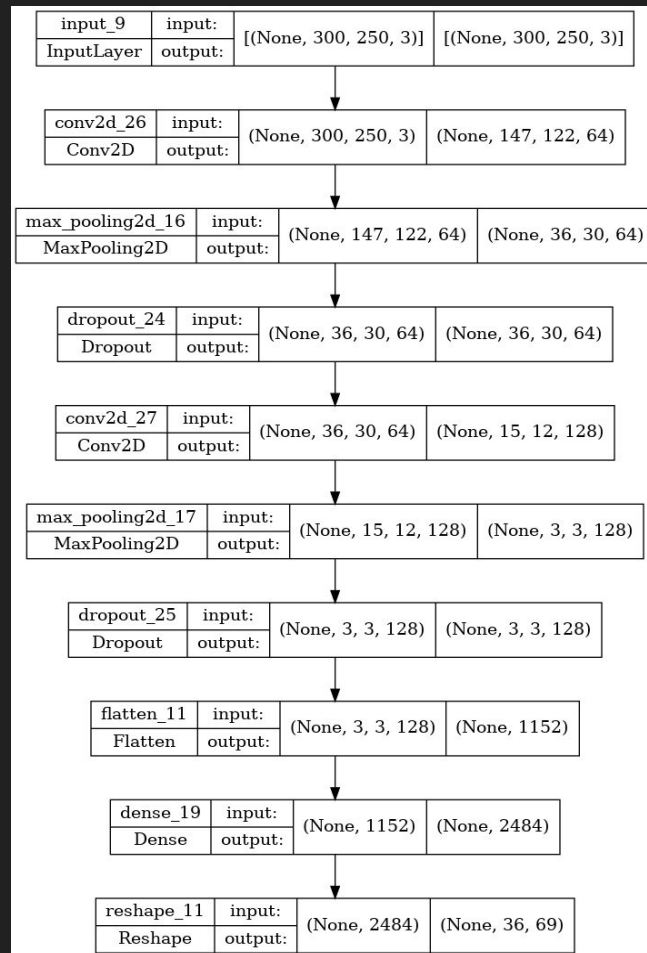 input_9 input: [(None, 300, 250, 3)] [(None, 300, 250, 3)]
InputLayer output:
conv2d_26 input: (None, 300, 250, 3) (None, 147, 122, 64)
Conv2D output:
max_pooling2d_16 input: (None, 147, 122, 64) (None, 36, 30, 64)
MaxPooling2D output:
dropout_24 input: (None, 36, 30, 64) (None, 36, 30, 64)
Dropout output:
conv2d_27 input: (None, 36, 30, 64) (None, 15, 12, 128)
Conv2D output:
max_pooling2d_17 input: (None, 15, 12, 128) (None, 3, 3, 128)
MaxPooling2D output:
dropout_25 input: (None, 3, 3, 128) (None, 3, 3, 128)
Dropout output:
flatten_11 input: (None, 3, 3, 128) (None, 1152)
Flatten output:
dense_19 input: (None, 1152) (None, 2484)
Dense output:
reshape_11 input: (None, 2484) (None, 36, 69)
Reshape output: